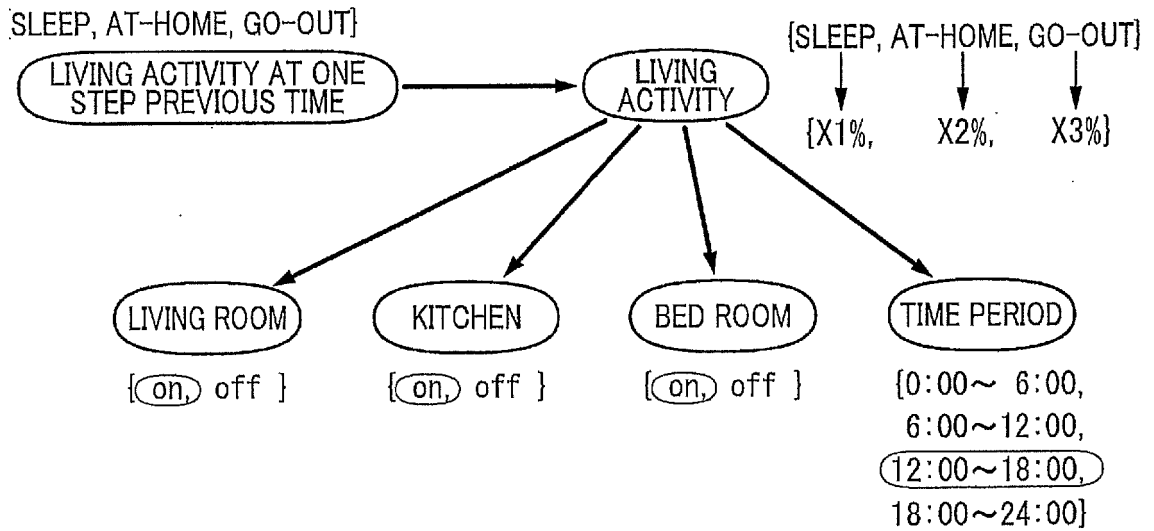 {SLEEP, AT-HOME, GO-OUT}
LIVING ACTIVITY AT ONE
STEP PREVIOUS TIME
LIVING
ACTIVITY
{SLEEP, AT-HOME, GO-OUT}
{X1%, X2%, X3%}
LIVING ROOM
{on, off }
KITCHEN
{on, off }
BED ROOM
{on, off }
TIME PERIOD
{0:00～ 6:00,
6:00～12:00,
12:00～18:00,
18:00～24:00}